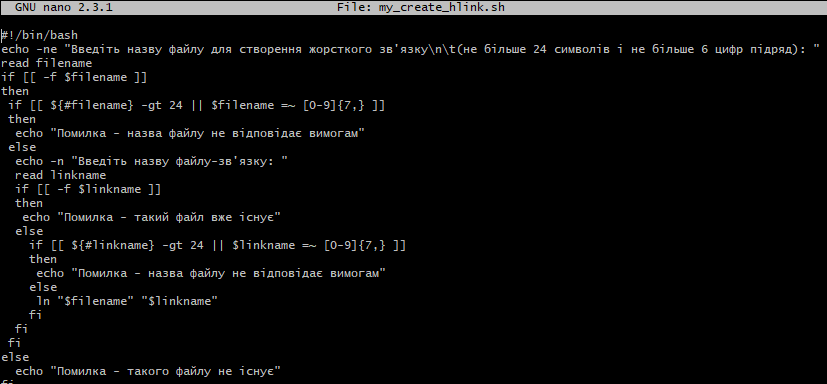 GNU nano 2.3.1 File: my_create_hlink.sh
#!/bin/bash
echo -ne "Введіть назву файлу для створення жорсткого зв'язку\n\t(не більше 24 символів і не більше 6 цифр підряд): "
read filename
if [[ -f $filename ]]
then
if [[ ${#filename} -gt 24 || $filename =~ [0-9]{7,} ]]
then
echo "Помилка - назва файлу не відповідає вимогам"
else
echo -n "Введіть назву файлу-зв'язку: "
read linkname
if [[ -f $linkname ]]
then
echo "Помилка - такий файл вже існує"
else
if [[ ${#linkname} -gt 24 || $linkname =~ [0-9]{7,} ]]
then
echo "Помилка - назва файлу не відповідає вимогам"
else
ln "$filename" "$linkname"
fi
fi
fi
else
echo "Помилка - такого файлу не існує"
fi